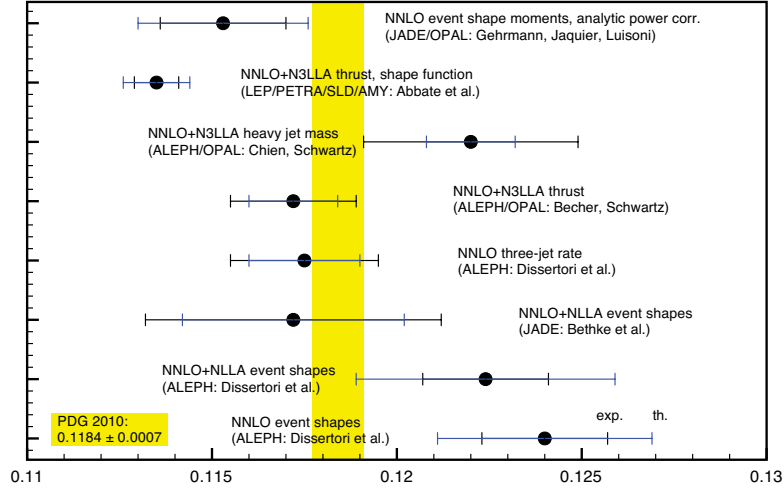 NNLO event shape moments, analytic power corr.
(JADE/OPAL: Gehrmann, Jaquier, Luisoni)
NNLO+N3LLA thrust, shape function
(LEP/PETRA/SLD/AMY: Abbate et al.)
NNLO+N3LLA heavy jet mass
(ALEPH/OPAL: Chien, Schwartz)
NNLO+N3LLA thrust
(ALEPH/OPAL: Becher, Schwartz)
NNLO three-jet rate
(ALEPH: Dissertori et al.)
NNLO+NLLA event shapes
(JADE: Bethke et al.)
NNLO+NLLA event shapes
(ALEPH: Dissertori et al.)
exp. th.
PDG 2010:
0.1184 ± 0.0007
NNLO event shapes
(ALEPH: Dissertori et al.)
0.11 0.115 0.12 0.125 0.13